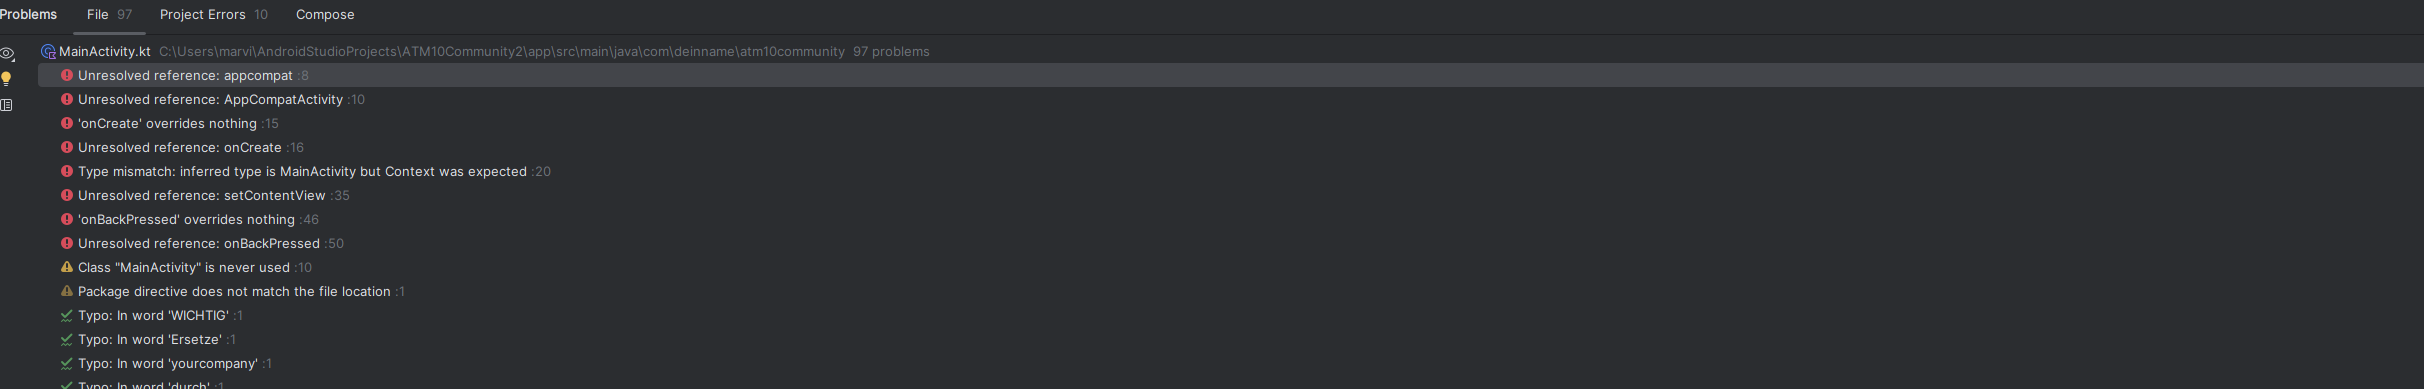 Problems File 97 Project Errors 10 Compose
MainActivity.kt C:\Users\marvi\AndroidStudioProjects\ATM10Community2\app\src\main\java\com\deinname\atm10community 97 problems
Unresolved reference: appcompat :8
Unresolved reference: AppCompatActivity :10
'onCreate' overrides nothing :15
Unresolved reference: onCreate :16
Type mismatch: inferred type is MainActivity but Context was expected :20
Unresolved reference: setContentView :35
'onBackPressed' overrides nothing :46
Unresolved reference: onBackPressed :50
Class "MainActivity" is never used :10
Package directive does not match the file location :1
Typo: In word 'WICHTIG' :1
Typo: In word 'Ersetze' :1
Typo: In word 'yourcompany' :1
Typo: In word 'durch' :1